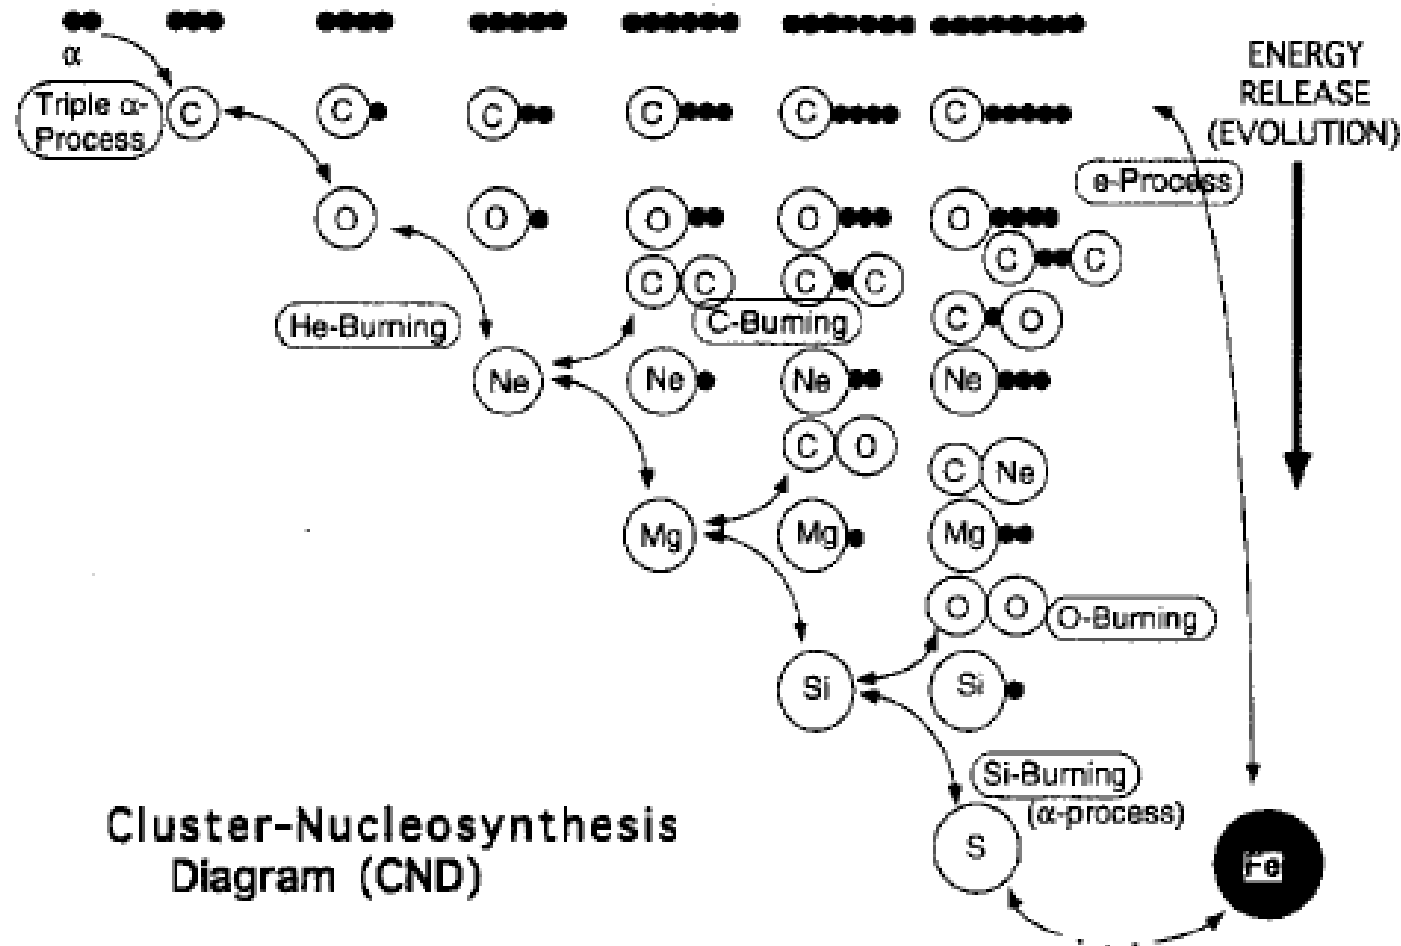 α
ENERGY
RELEASE
(EVOLUTION)
Triple α-
Process
C
C
C
C
C
C
e-Process
O
O
O
O
O
C
C
C
C
C
C
He-Burning
C-Burning
C
O
Ne
Ne
Ne
Ne
C
O
C
Ne
Mg
Mg
Mg
O
O
O-Burning
Si
Si
Si-Burning
(α-process)
Cluster-Nucleosynthesis
Diagram (CND)
S
Fe